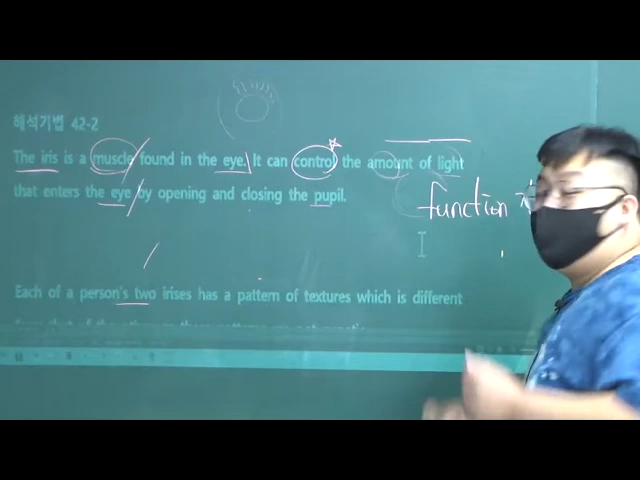 해석기법 42-2
The iris is a muscle found in the eye. It can control the amount of light
that enters the eye by opening and closing the pupil.
function
Each of a person's two irises has a pattern of textures which is different